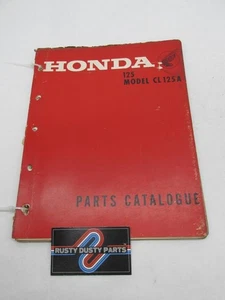 HONDA
125
MODEL CL125A
PARTS CATALOGUE
RUSTY DUSTY PARTS